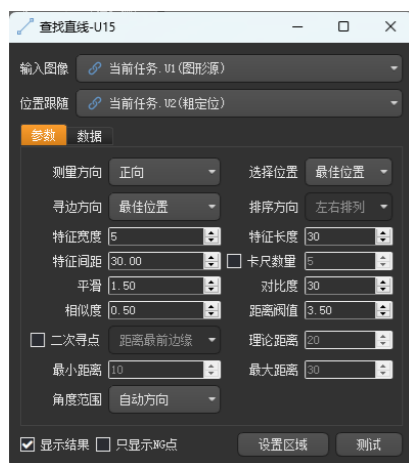 查找直线-U15
输入图像 当前任务.U1(图形源)
位置跟随 当前任务.U2(粗定位)
参数 数据
测量方向 正向 选择位置 最佳位置
寻边方向 最佳位置 排序方向 左右排列
特征宽度 5 特征长度 30
特征间距 30.00 卡尺数量 5
平滑 1.50 对比度 30
相似度 0.50 距离阀值 3.50
二次寻点 距离最前边缘 理论距离 20
最小距离 10 最大距离 30
角度范围 自动方向
显示结果 只显示NG点 设置区域 测试